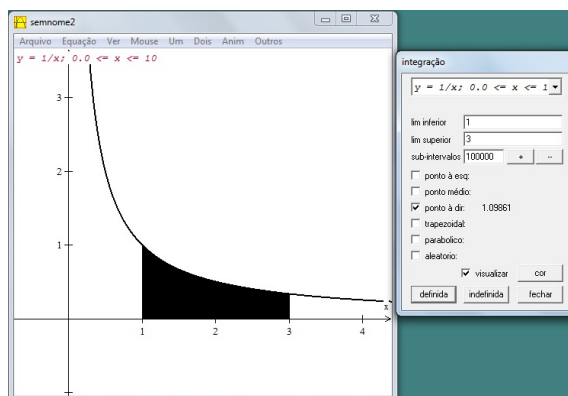 semnome2
Arquivo Equação Ver Mouse Um Dois Anim Outros
y = 1/x; 0.0 <= x <= 10
3
2
1
x
1 2 3 4
integração
y = 1/x; 0.0 <= x <= 1
lim inferior 1
lim superior 3
sub-intervalos 100000 + --
ponto à esq:
ponto médio:
ponto à dir: 1.09861
trapezoidal:
parabolico:
aleatorio:
visualizar cor
definida indefinida fechar